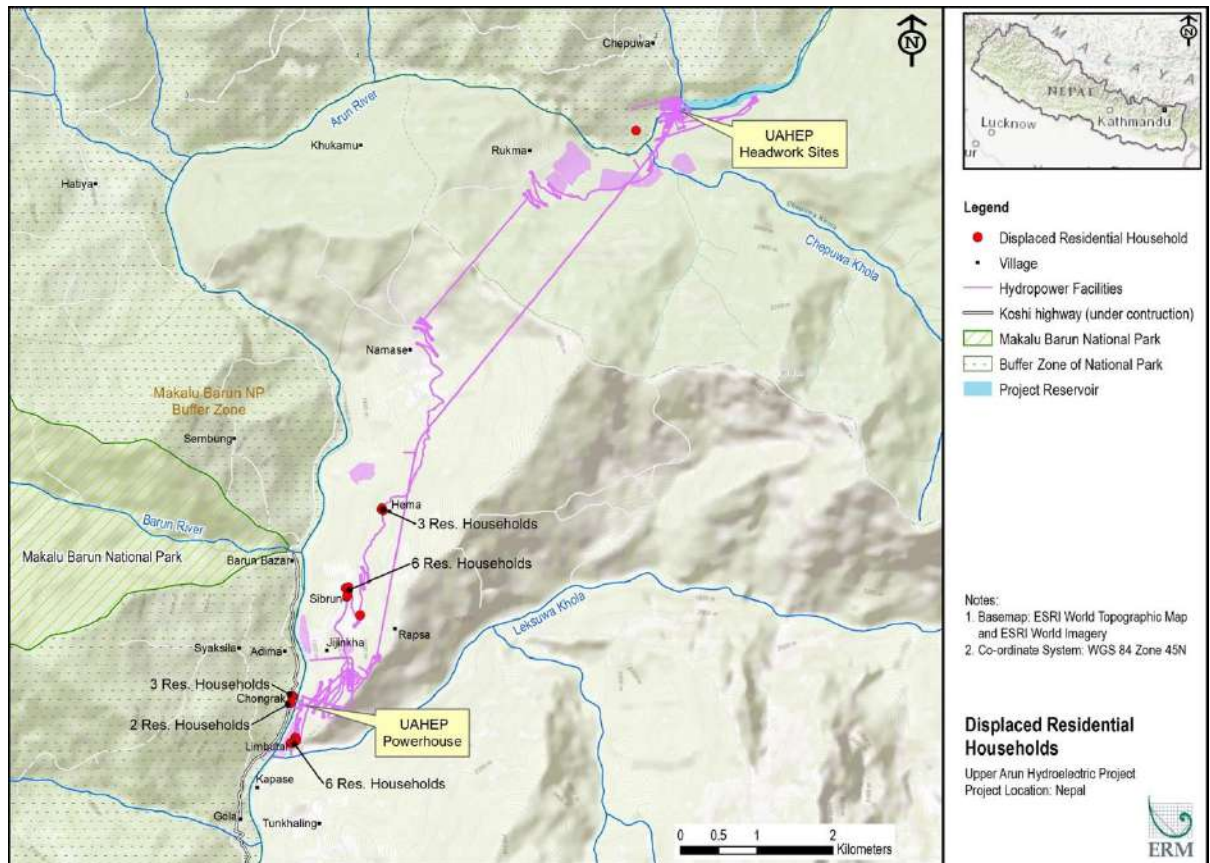 Chepuwa
N
Arun River
Khukamu
Rukma
UAHEP
Headwork Sites
Hatiya
Chepuwa Khola
Chepuwa Khola
Namase
Makalu Barun NP
Buffer Zone
Sembung
Hema
3 Res. Households
Barun River
Makalu Barun National Park
Barun Bazar
6 Res. Households
Sibrun
Leksuwa Khola
Rapsa
Syaksila
Adima
Jijinkha
3 Res. Households
Chongrak
2 Res. Households
UAHEP
Powerhouse
Limbutar
6 Res. Households
Kapase
Gola
Tunkhaling
0 0.5 1 2
Kilometers
N
MALAYA
NEPAL
Lucknow
Kathmandu
ur
Legend
Displaced Residential Household
Village
Hydropower Facilities
Koshi highway (under contruction)
Makalu Barun National Park
Buffer Zone of National Park
Project Reservoir
Notes:
1. Basemap: ESRI World Topographic Map
and ESRI World Imagery
2. Co-ordinate System: WGS 84 Zone 45N
Displaced Residential
Households
Upper Arun Hydroelectric Project
Project Location: Nepal
ERM